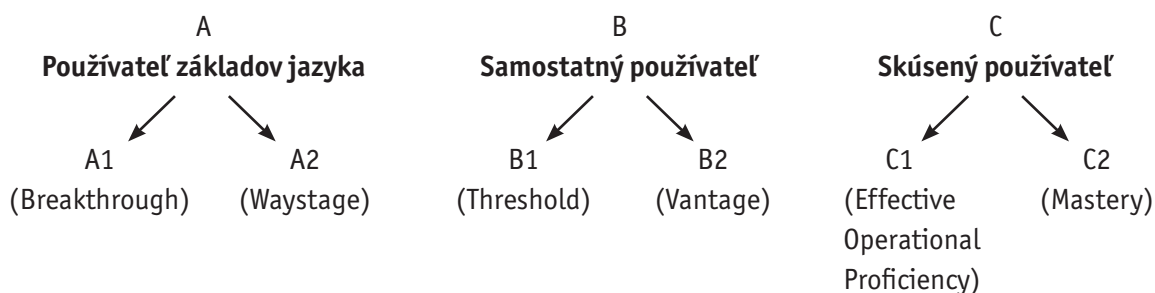 A
Používateľ základov jazyka
A1
(Breakthrough)
A2
(Waystage)
B
Samostatný používateľ
B1
(Threshold)
B2
(Vantage)
C
Skúsený používateľ
C1
(Effective
Operational
Proficiency)
C2
(Mastery)